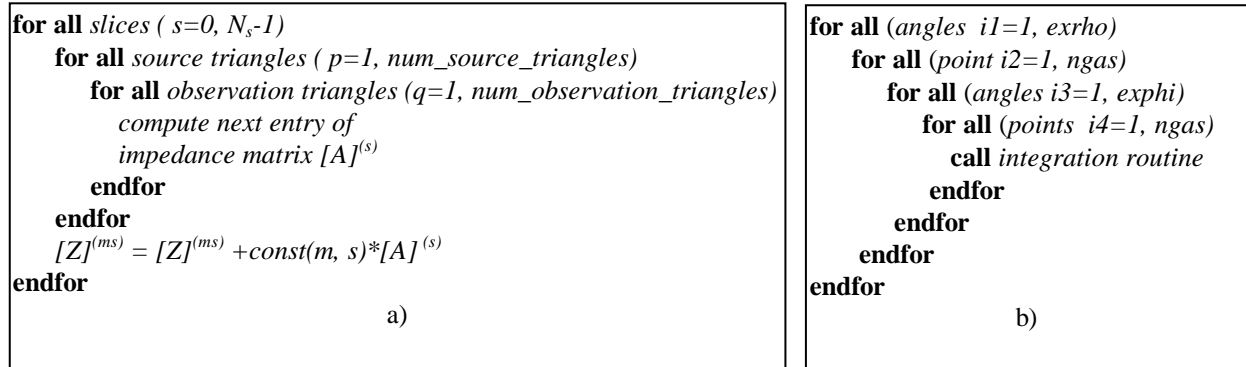 for all slices ( s=0, Nₛ-1)
for all source triangles ( p=1, num_source_triangles)
for all observation triangles (q=1, num_observation_triangles)
compute next entry of
impedance matrix [A]⁽ˢ⁾
endfor
endfor
[Z]⁽ᵐˢ⁾ = [Z]⁽ᵐˢ⁾ +const(m, s)*[A] ⁽ˢ⁾
endfor
a)
for all (angles i1=1, exrho)
for all (point i2=1, ngas)
for all (angles i3=1, exphi)
for all (points i4=1, ngas)
call integration routine
endfor
endfor
endfor
endfor
b)